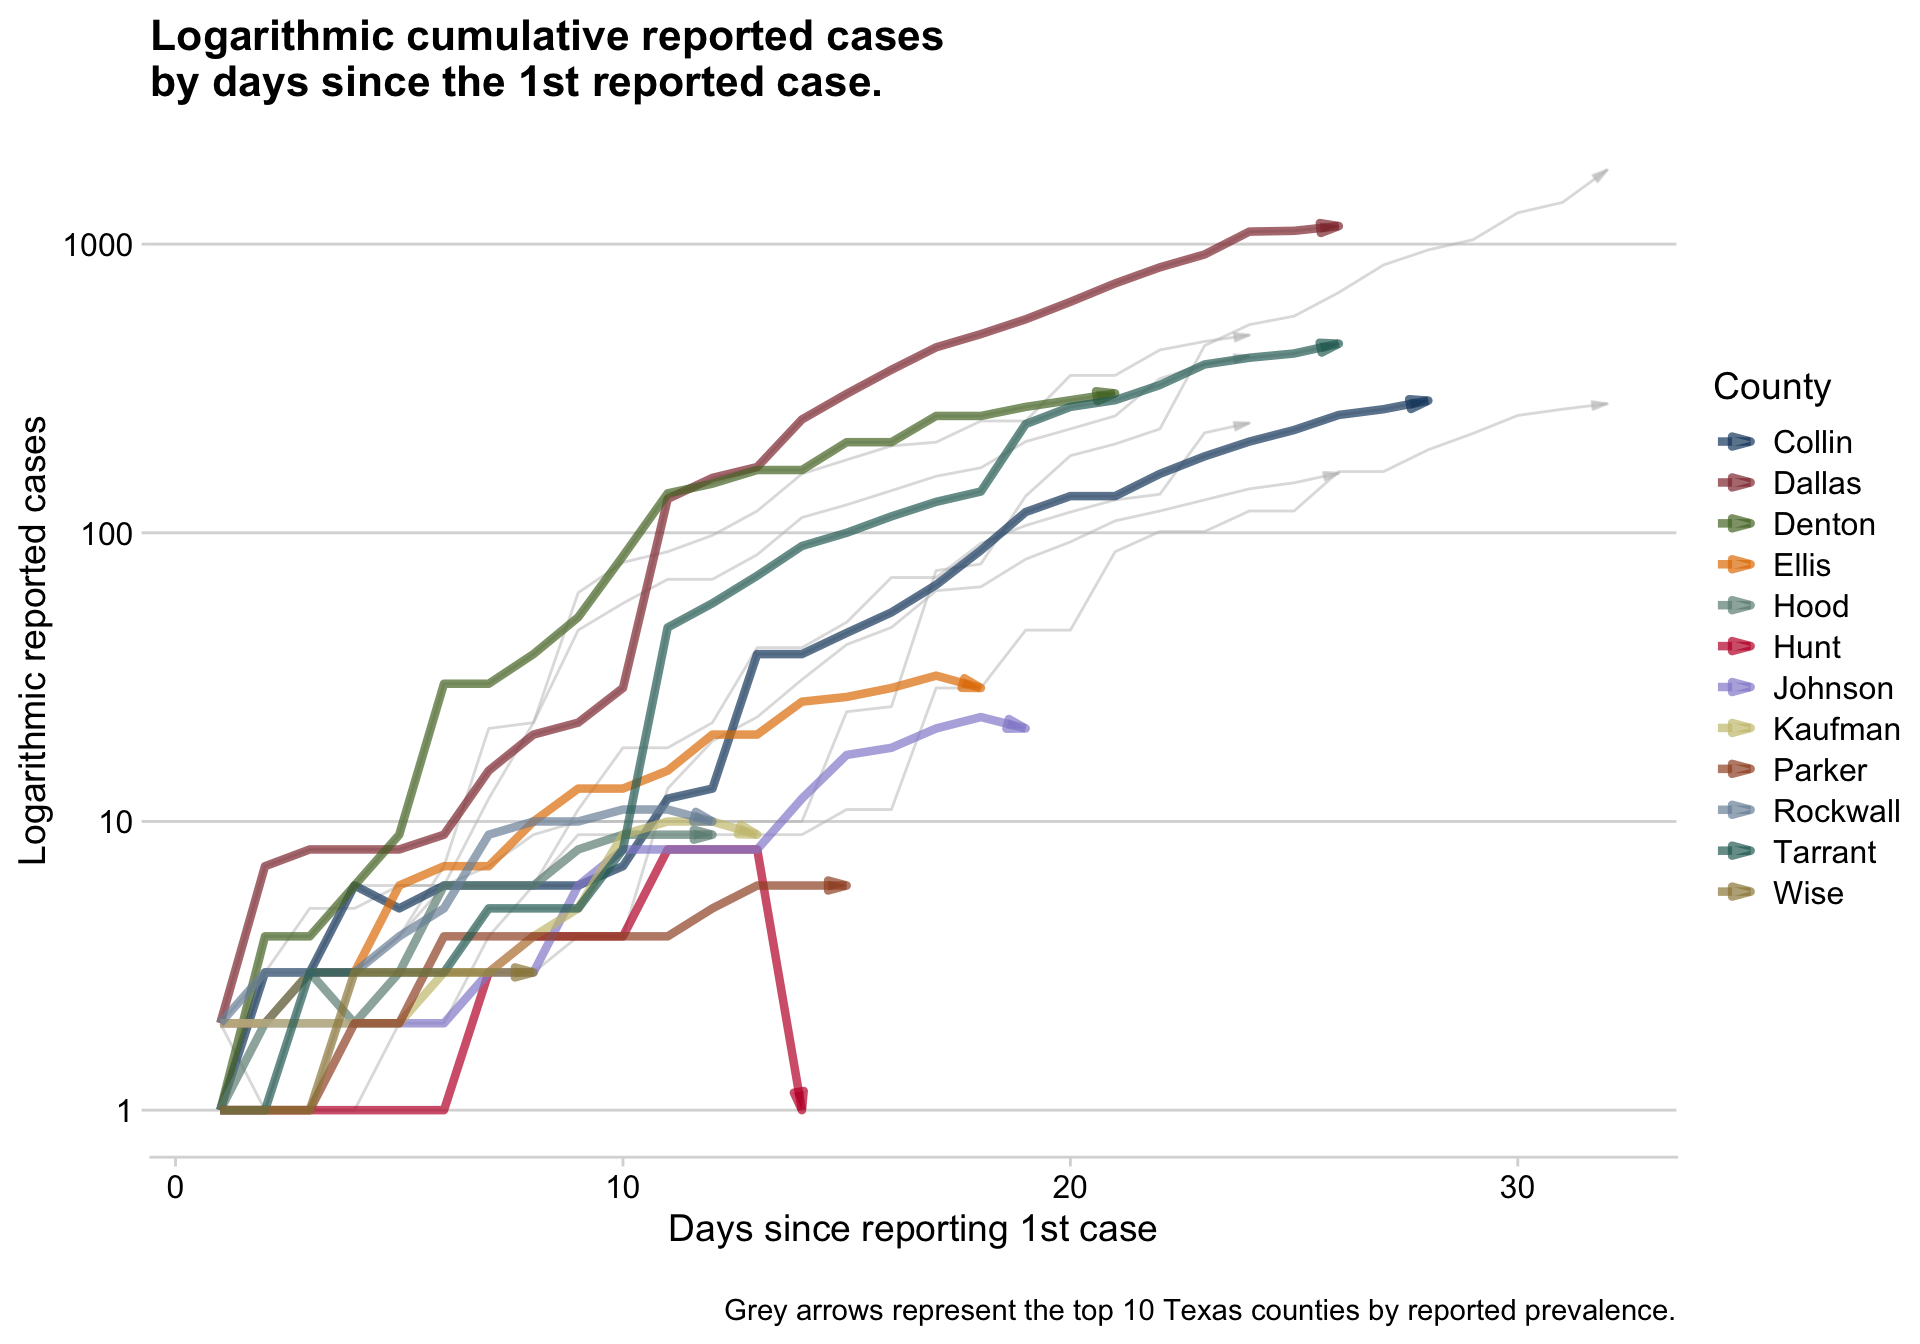 Logarithmic cumulative reported cases
by days since the 1st reported case.
Logarithmic reported cases
1000
100
10
1
0
10
20
30
Days since reporting 1st case
County
Collin
Dallas
Denton
Ellis
Hood
Hunt
Johnson
Kaufman
Parker
Rockwall
Tarrant
Wise
Grey arrows represent the top 10 Texas counties by reported prevalence.